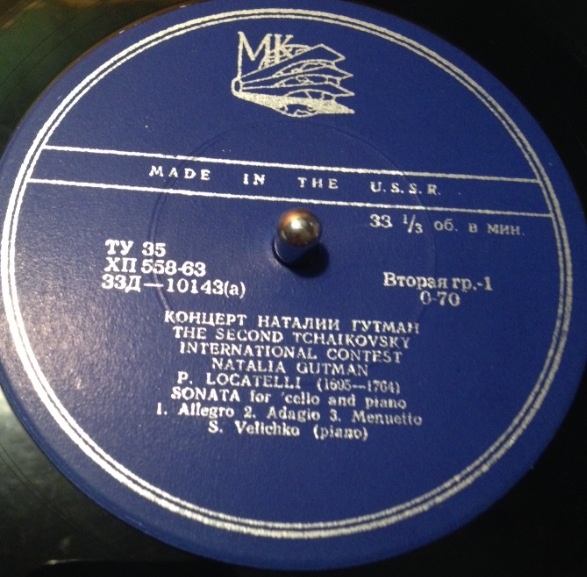 МК
MADE IN THE U.S.S.R.
33 ⅓ об. в мин.
ТУ 35
ХП 558-63
33Д—10143(а)
Вторая гр.-1
0-70
КОНЦЕРТ НАТАЛИИ ГУТМАН
THE SECOND TCHAIKOVSKY
INTERNATIONAL CONTEST
NATALIA GUTMAN
P. LOCATELLI (1695—1764)
SONATA for 'cello and piano
1. Allegro 2. Adagio 3. Menuetto
S. Velichko (piano)